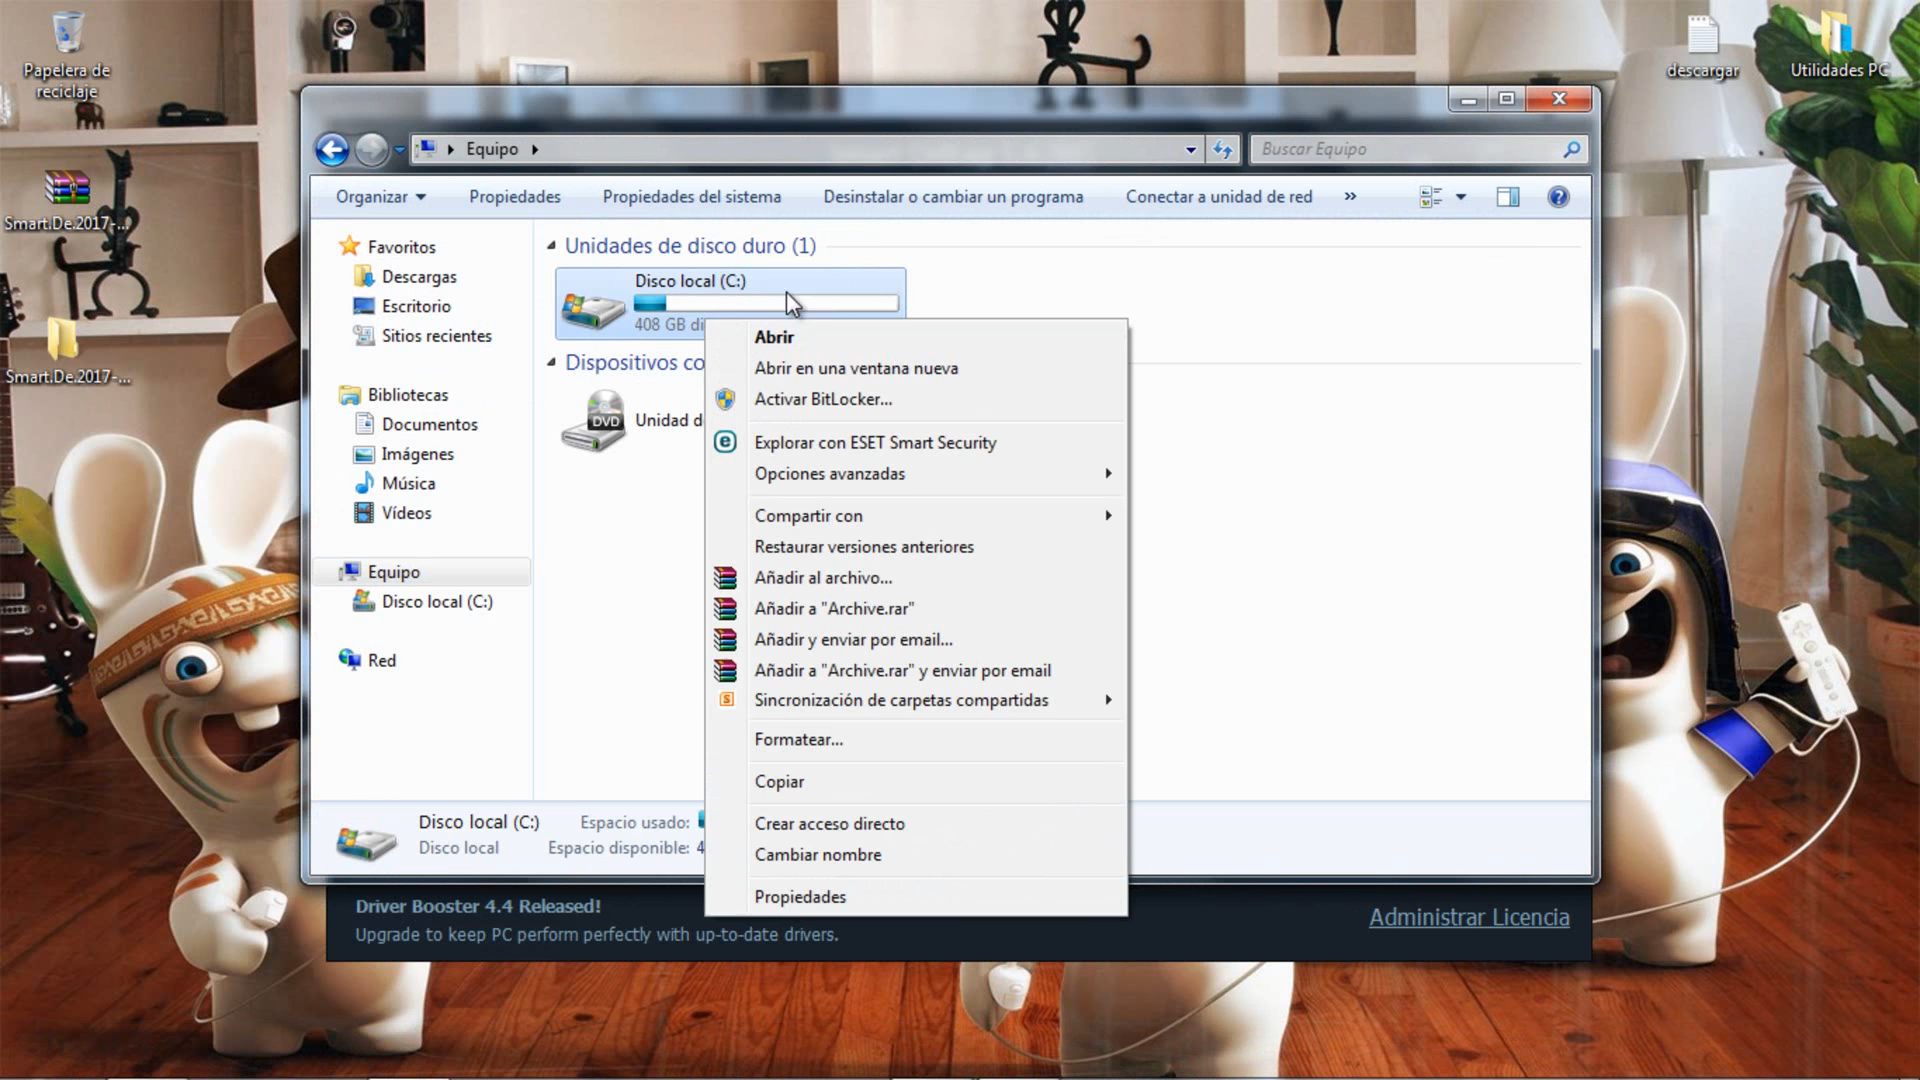 Papelera de
reciclaje
descargar
Utilidades PC
Smart.De.2017-...
Smart.De.2017-...
Equipo
Buscar Equipo
Organizar
Propiedades
Propiedades del sistema
Desinstalar o cambiar un programa
Conectar a unidad de red
»
Favoritos
Descargas
Escritorio
Sitios recientes
Bibliotecas
Documentos
Imágenes
Música
Vídeos
Equipo
Disco local (C:)
Red
Unidades de disco duro (1)
Disco local (C:)
408 GB di
Dispositivos co
DVD
Unidad d
Abrir
Abrir en una ventana nueva
Activar BitLocker...
Explorar con ESET Smart Security
Opciones avanzadas
Compartir con
Restaurar versiones anteriores
Añadir al archivo...
Añadir a "Archive.rar"
Añadir y enviar por email...
Añadir a "Archive.rar" y enviar por email
Sincronización de carpetas compartidas
Formatear...
Copiar
Crear acceso directo
Cambiar nombre
Propiedades
Disco local (C:)
Espacio usado:
Disco local
Espacio disponible: 4
Driver Booster 4.4 Released!
Upgrade to keep PC perform perfectly with up-to-date drivers.
Administrar Licencia